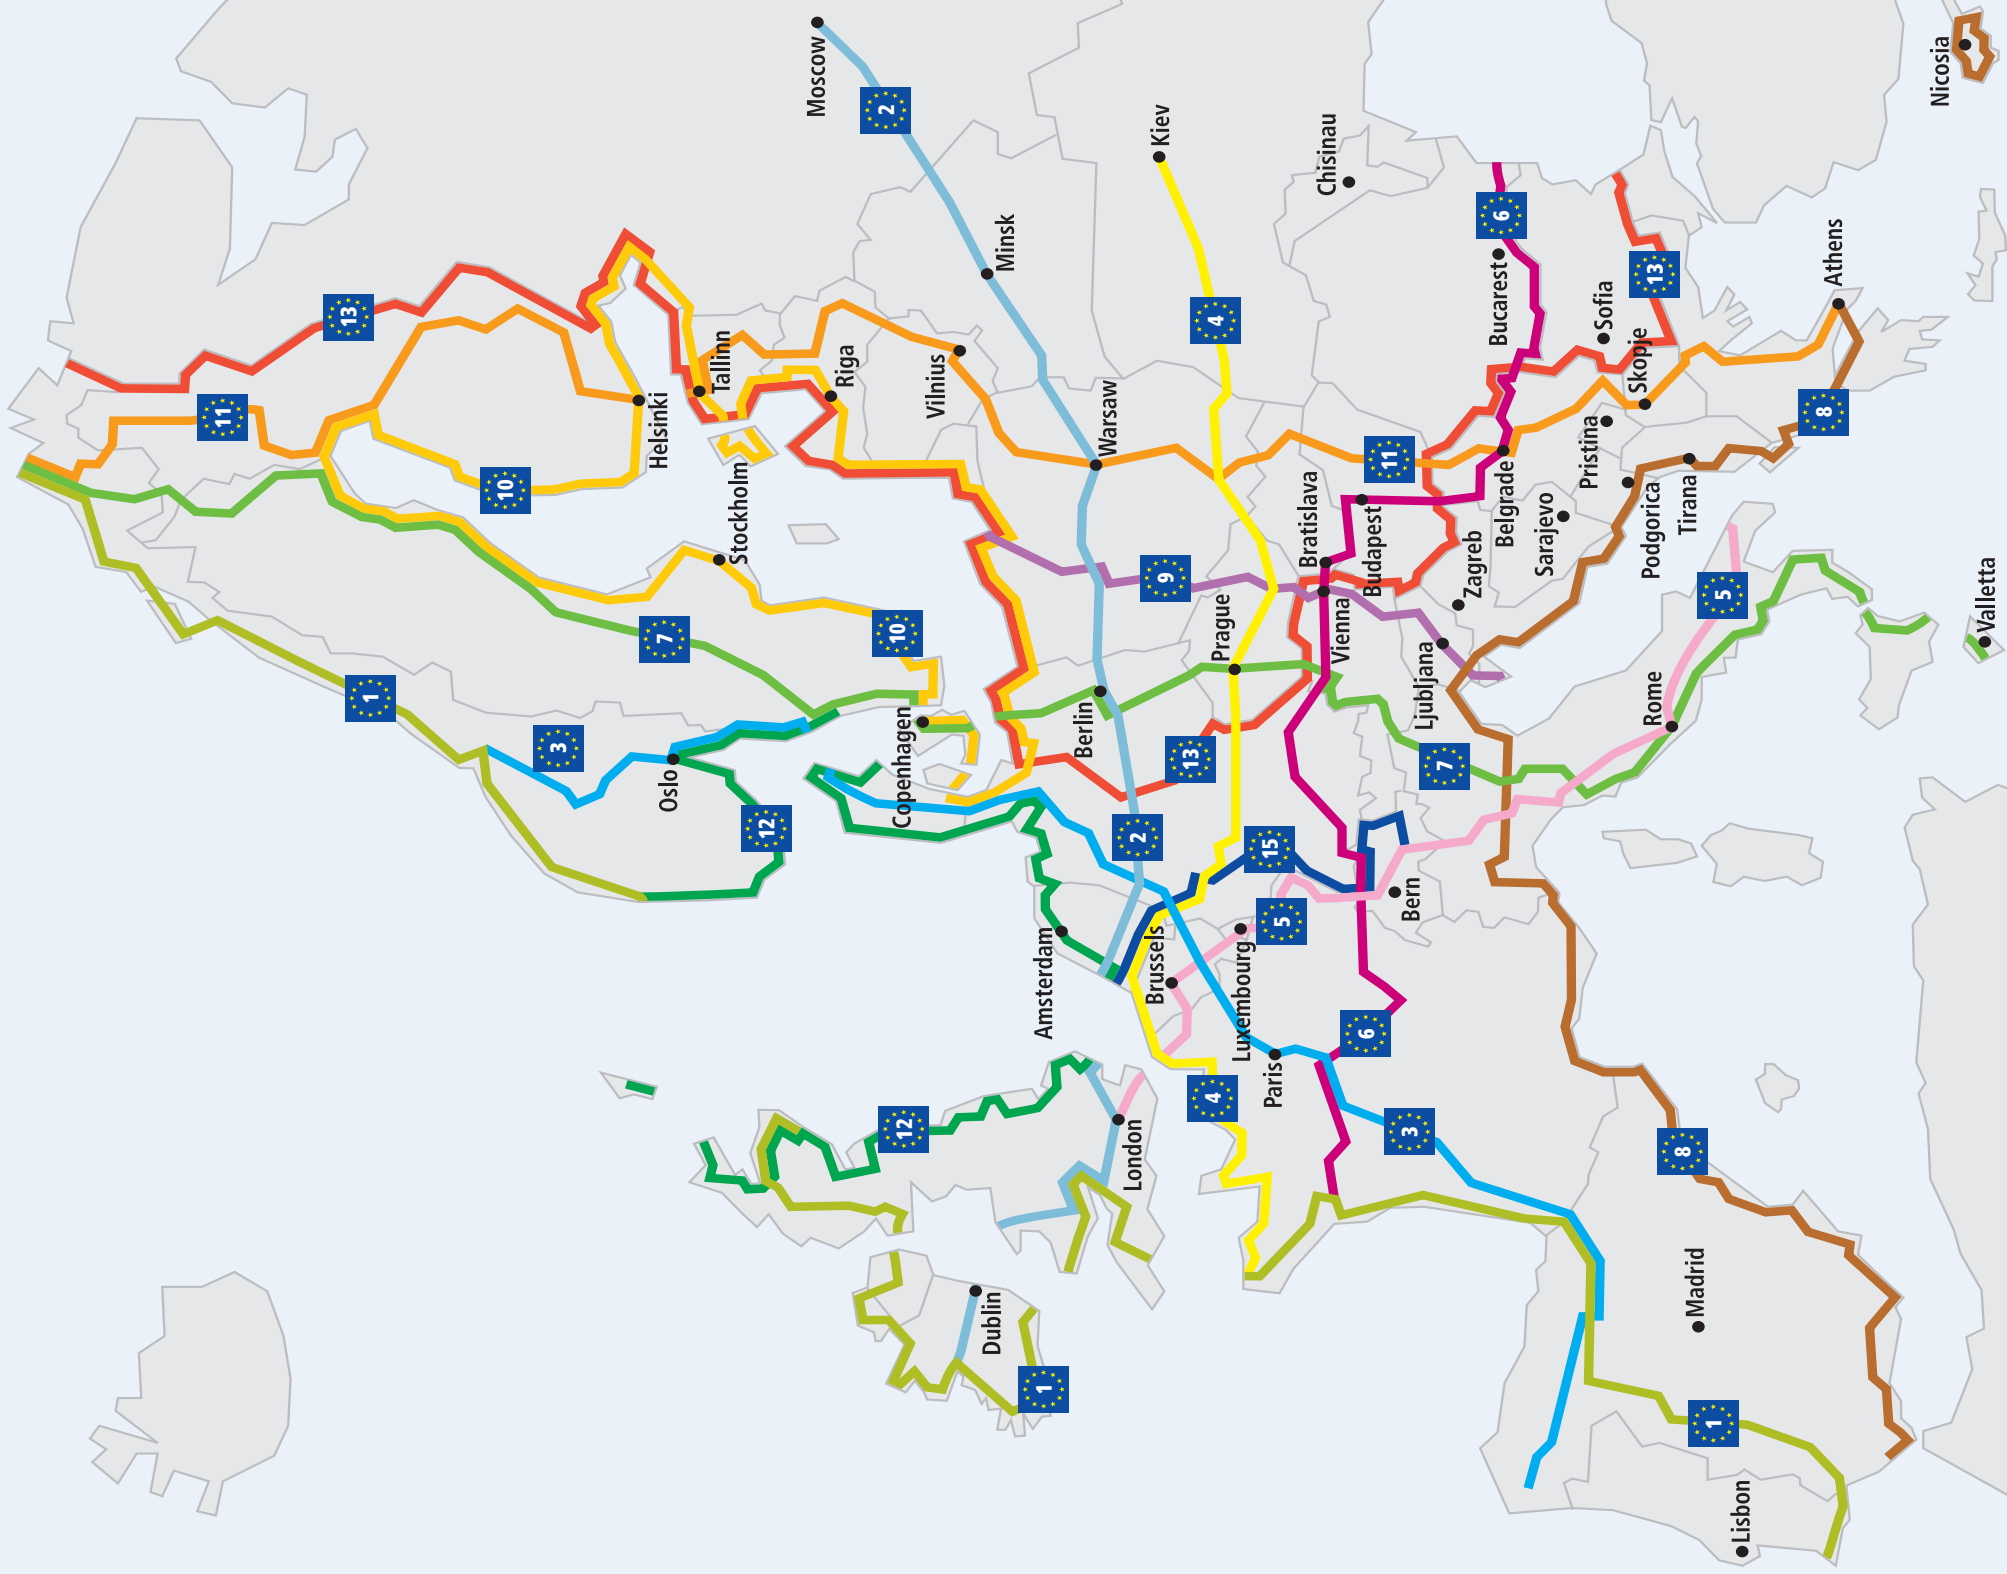 11
13
1
7
10
3
Helsinki
Tallinn
Stockholm
Oslo
12
10
Riga
Moscow
2
Vilnius
Minsk
Copenhagen
12
Dublin
1
London
Amsterdam
Berlin
2
Warsaw
Kiev
4
9
Brussels
13
Prague
15
Luxembourg
5
4
Paris
Bratislava
Vienna
Budapest
Chisinau
11
6
3
Bern
7
Ljubljana
Zagreb
Belgrade
Bucarest
6
Sarajevo
Sofia
13
Pristina
Skopje
Podgorica
Tirana
Rome
5
8
Athens
8
Madrid
1
Lisbon
Valletta
Nicosia